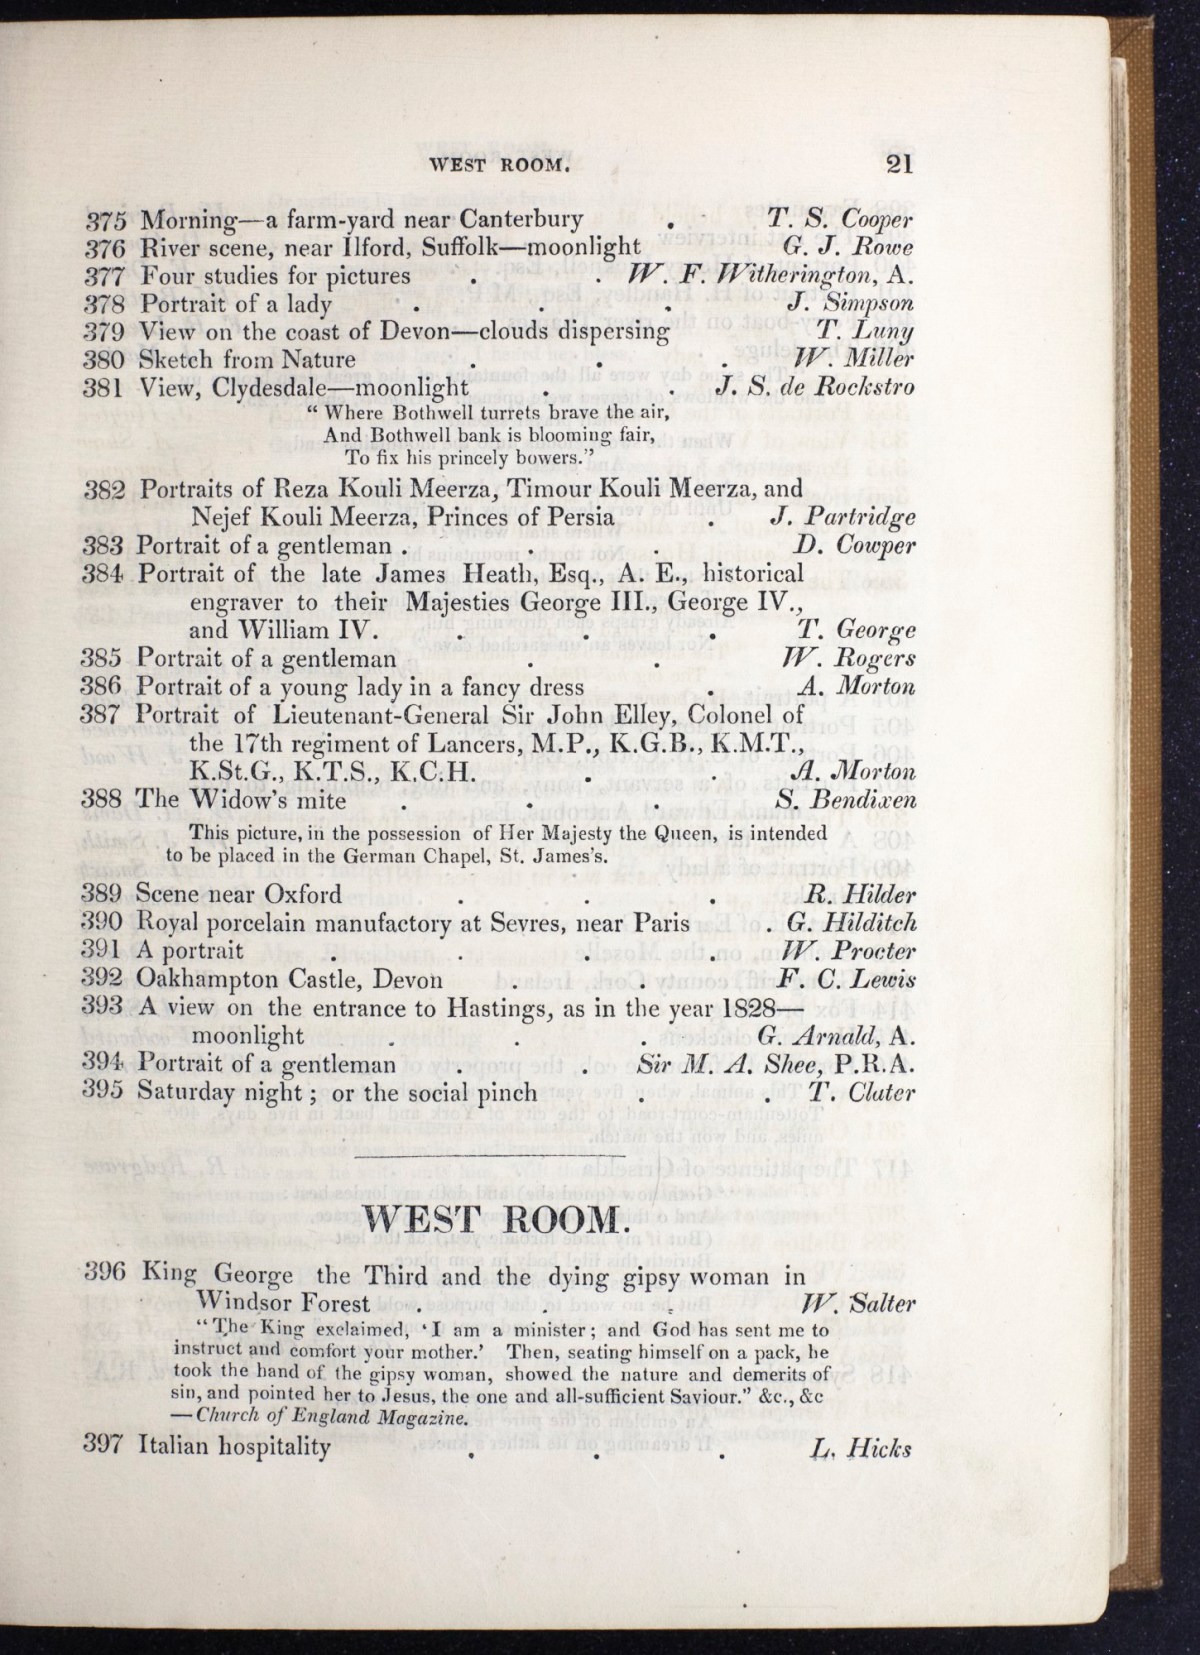 WEST ROOM. 21
375 Morning—a farm-yard near Canterbury . . T. S. Cooper
376 River scene, near Ilford, Suffolk—moonlight G. J. Rowe
377 Four studies for pictures . . W. F. Witherington, A.
378 Portrait of a lady . . . J. Simpson
379 View on the coast of Devon—clouds dispersing T. Luny
380 Sketch from Nature . . . W. Miller
381 View, Clydesdale—moonlight . . J. S. de Rockstro
“ Where Bothwell turrets brave the air,
And Bothwell bank is blooming fair,
To fix his princely bowers.”
382 Portraits of Reza Kouli Meerza, Timour Kouli Meerza, and
Nejef Kouli Meerza, Princes of Persia . J. Partridge
383 Portrait of a gentleman . . . D. Cowper
384 Portrait of the late James Heath, Esq., A. E., historical
engraver to their Majesties George III., George IV.,
and William IV. . . . T. George
385 Portrait of a gentleman . . W. Rogers
386 Portrait of a young lady in a fancy dress . A. Morton
387 Portrait of Lieutenant-General Sir John Elley, Colonel of
the 17th regiment of Lancers, M.P., K.G.B., K.M.T.,
K.St.G., K.T.S., K.C.H. . . A. Morton
388 The Widow's mite . . . S. Bendixen
This picture, in the possession of Her Majesty the Queen, is intended
to be placed in the German Chapel, St. James's.
389 Scene near Oxford . . . R. Hilder
390 Royal porcelain manufactory at Sevres, near Paris . G. Hilditch
391 A portrait . . . . W. Procter
392 Oakhampton Castle, Devon . . F. C. Lewis
393 A view on the entrance to Hastings, as in the year 1828—
moonlight . . . G. Arnald, A.
394 Portrait of a gentleman . . Sir M. A. Shee, P.R.A.
395 Saturday night ; or the social pinch . . T. Clater
WEST ROOM.
396 King George the Third and the dying gipsy woman in
Windsor Forest . . . W. Salter
“The King exclaimed, ‘I am a minister; and God has sent me to
instruct and comfort your mother.’ Then, seating himself on a pack, he
took the hand of the gipsy woman, showed the nature and demerits of
sin, and pointed her to Jesus, the one and all-sufficient Saviour.” &c., &c
—Church of England Magazine.
397 Italian hospitality . . . L. Hicks